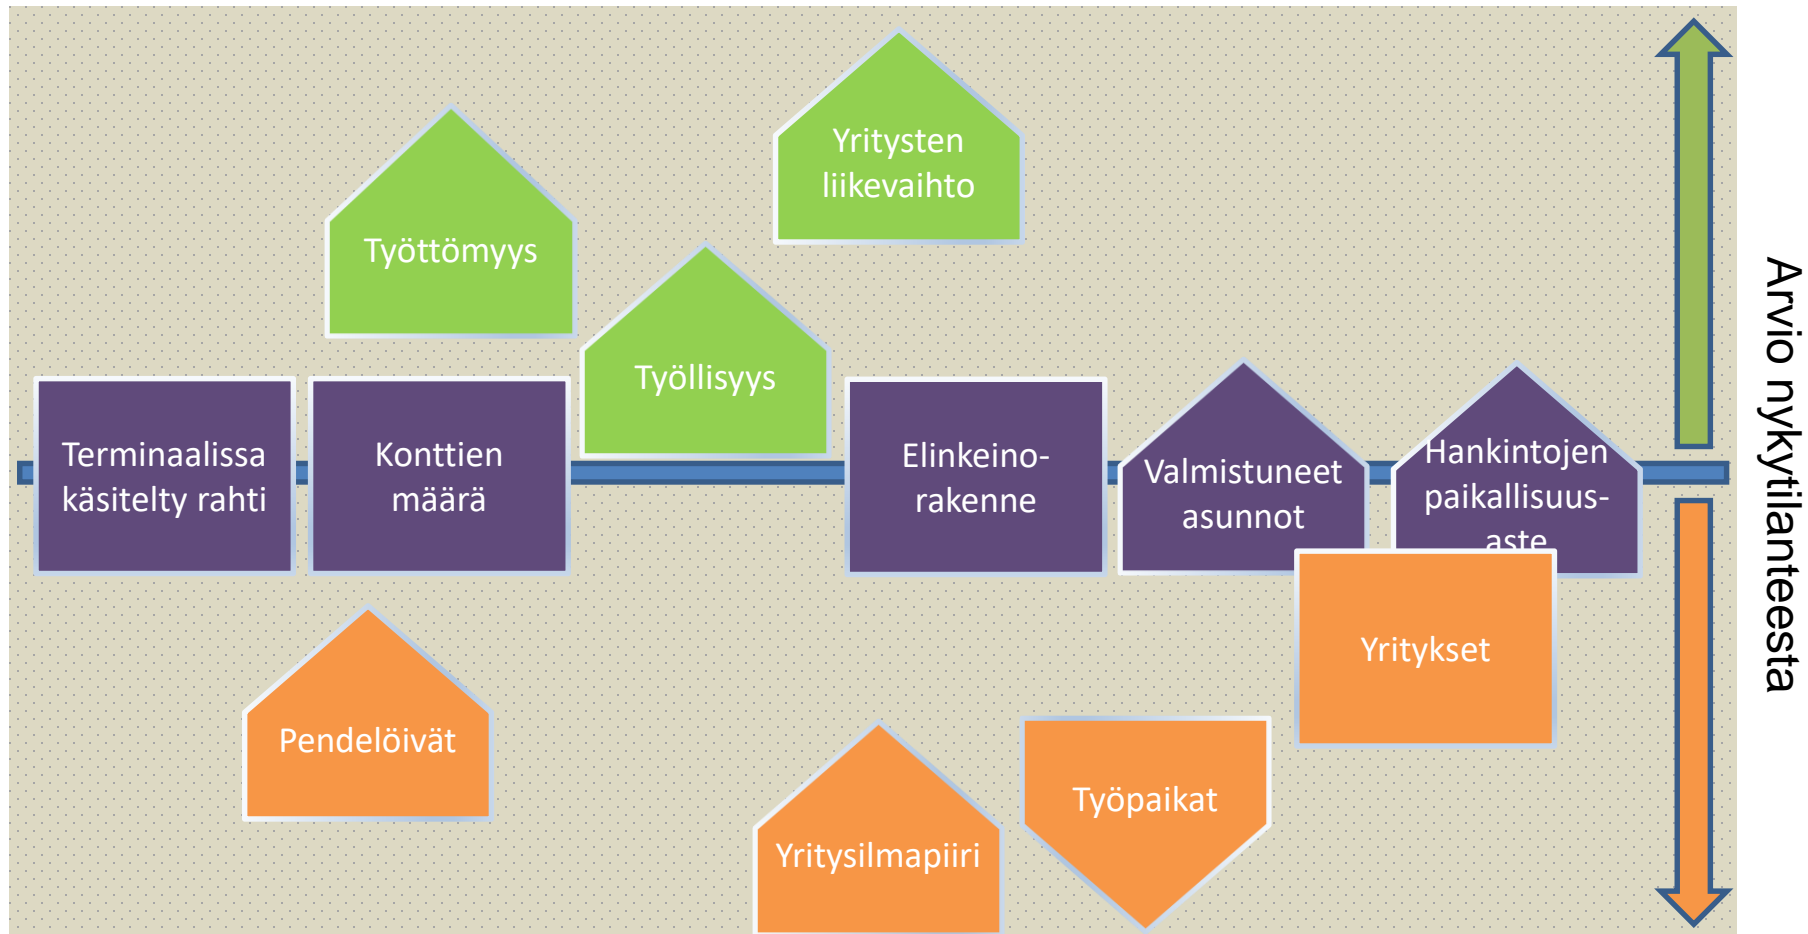 Yritysten
liikevaihto
Työttömyys
Työllisyys
Terminaalissa
käsitelty rahti
Konttien
määrä
Elinkeino-
rakenne
Valmistuneet
asunnot
Hankintojen
paikallisuus-
aste
Yritykset
Pendelöivät
Työpaikat
Yritysilmapiiri
Arvio nykytilanteesta